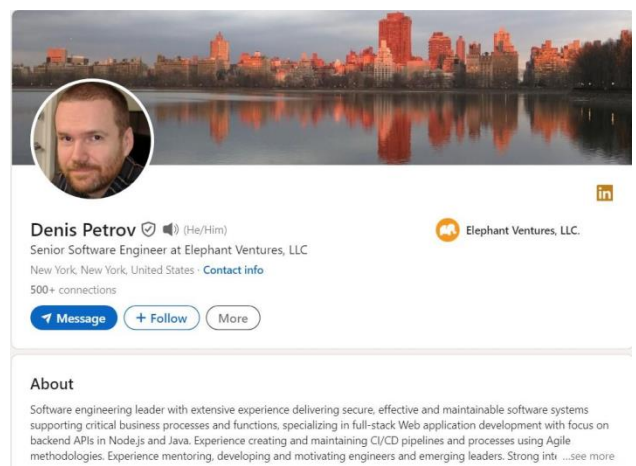 in
Denis Petrov (He/Him)
Elephant Ventures, LLC.
Senior Software Engineer at Elephant Ventures, LLC
New York, New York, United States · Contact info
500+ connections
Message + Follow More
About
Software engineering leader with extensive experience delivering secure, effective and maintainable software systems
supporting critical business processes and functions, specializing in full-stack Web application development with focus on
backend APIs in Node.js and Java. Experience creating and maintaining CI/CD pipelines and processes using Agile
methodologies. Experience mentoring, developing and motivating engineers and emerging leaders. Strong inte ...see more